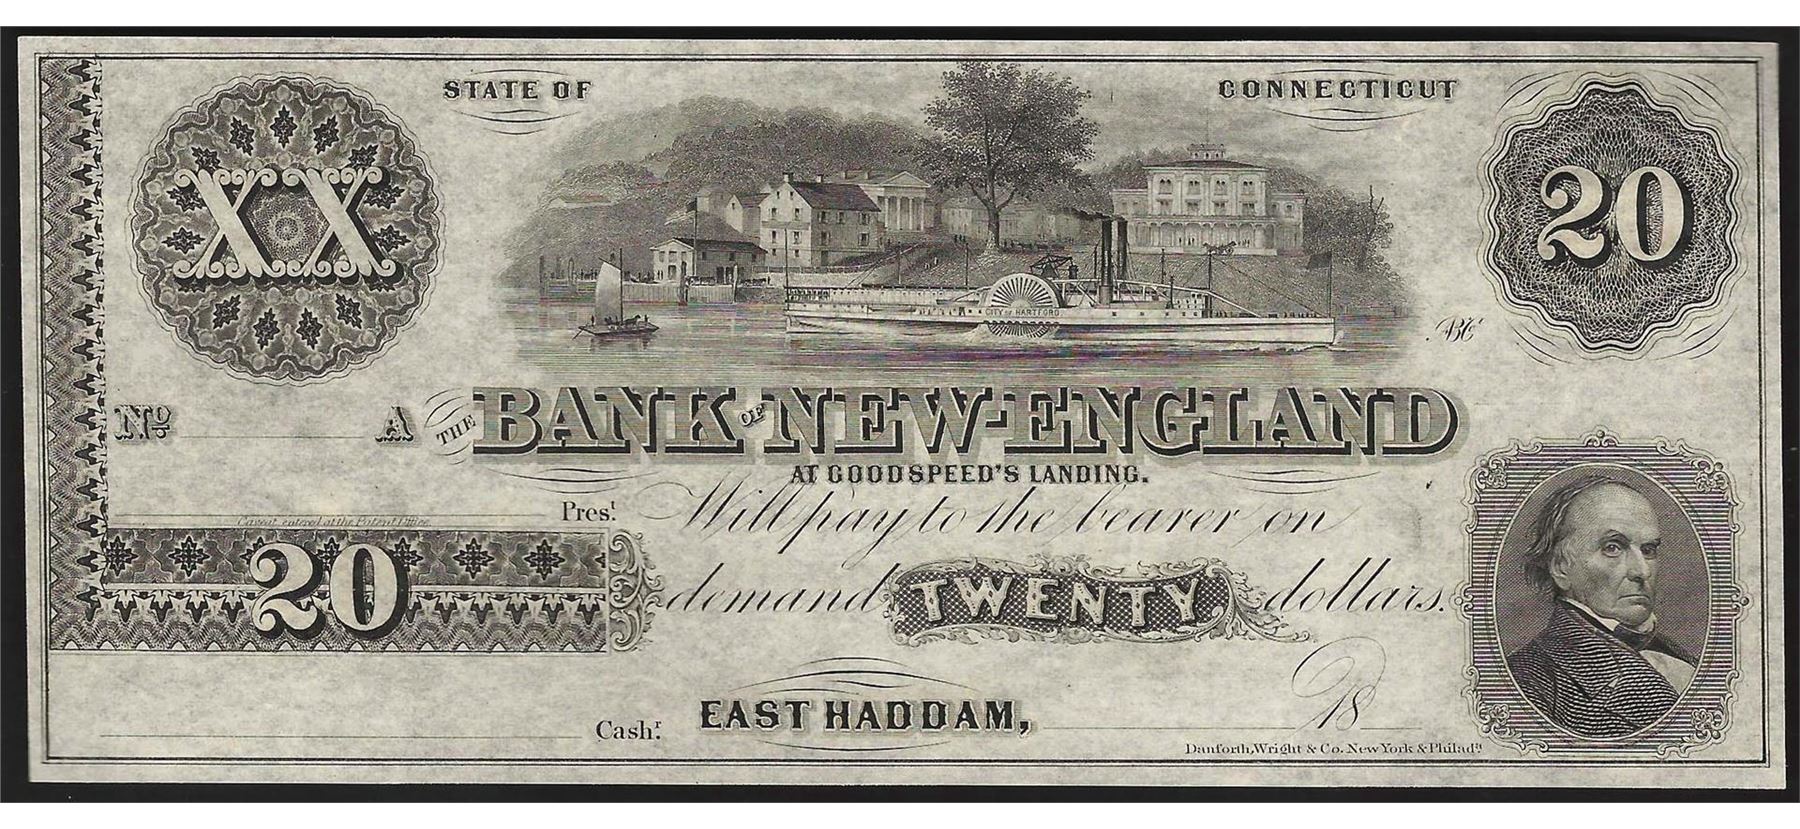 STATE OF CONNECTICUT
XX
20
CITY OF HARTFORD
No A
THE BANK OF NEW-ENGLAND
AT GOODSPEED'S LANDING.
Will pay to the bearer on
Pres.t
Caveat entered at the Patent Office.
20
demand TWENTY dollars.
18
EAST HADDAM,
Cash.r
Danforth, Wright & Co. New York & Philad.a